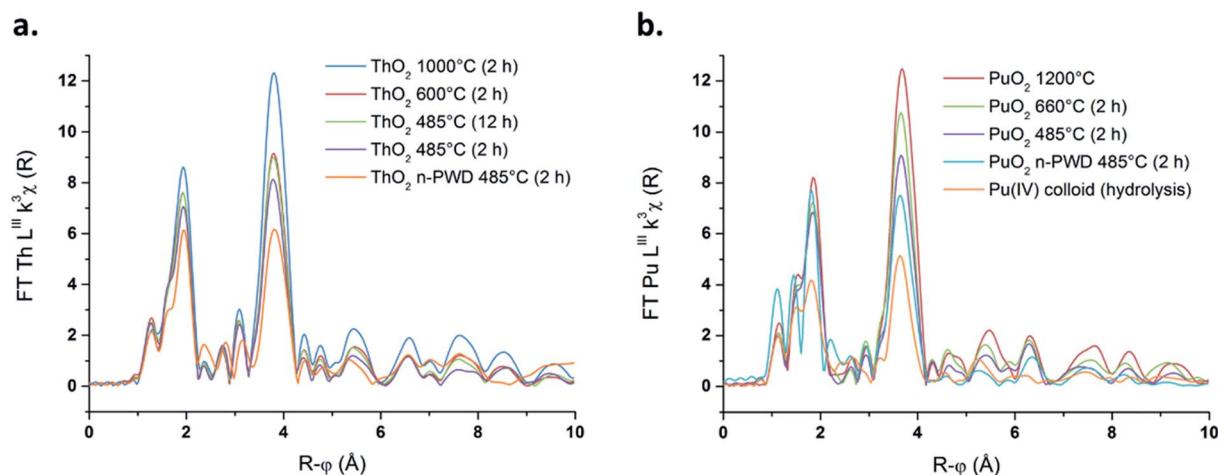 a.
FT Th L^III k³χ (R)
12
10
8
6
4
2
0
0 2 4 6 8 10
R-φ (Å)
ThO₂ 1000°C (2 h)
ThO₂ 600°C (2 h)
ThO₂ 485°C (12 h)
ThO₂ 485°C (2 h)
ThO₂ n-PWD 485°C (2 h)
b.
FT Pu L^III k³χ (R)
12
10
8
6
4
2
0
0 2 4 6 8 10
R-φ (Å)
PuO₂ 1200°C
PuO₂ 660°C (2 h)
PuO₂ 485°C (2 h)
PuO₂ n-PWD 485°C (2 h)
Pu(IV) colloid (hydrolysis)